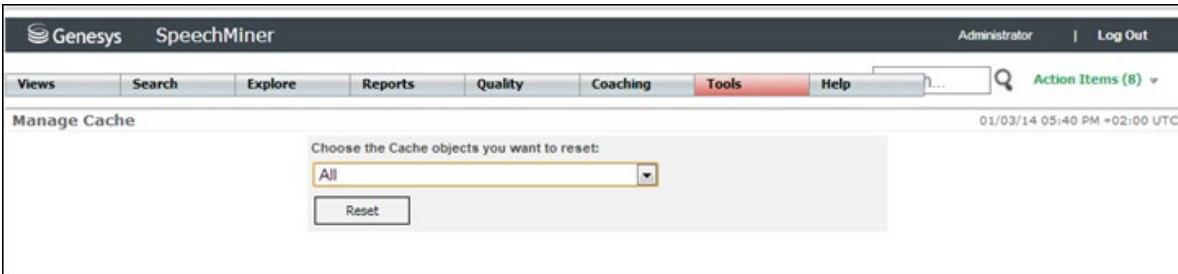 Genesys SpeechMiner Administrator | Log Out
Views Search Explore Reports Quality Coaching Tools Help h... Action Items (8)
Manage Cache 01/03/14 05:40 PM +02:00 UTC
Choose the Cache objects you want to reset:
All
Reset